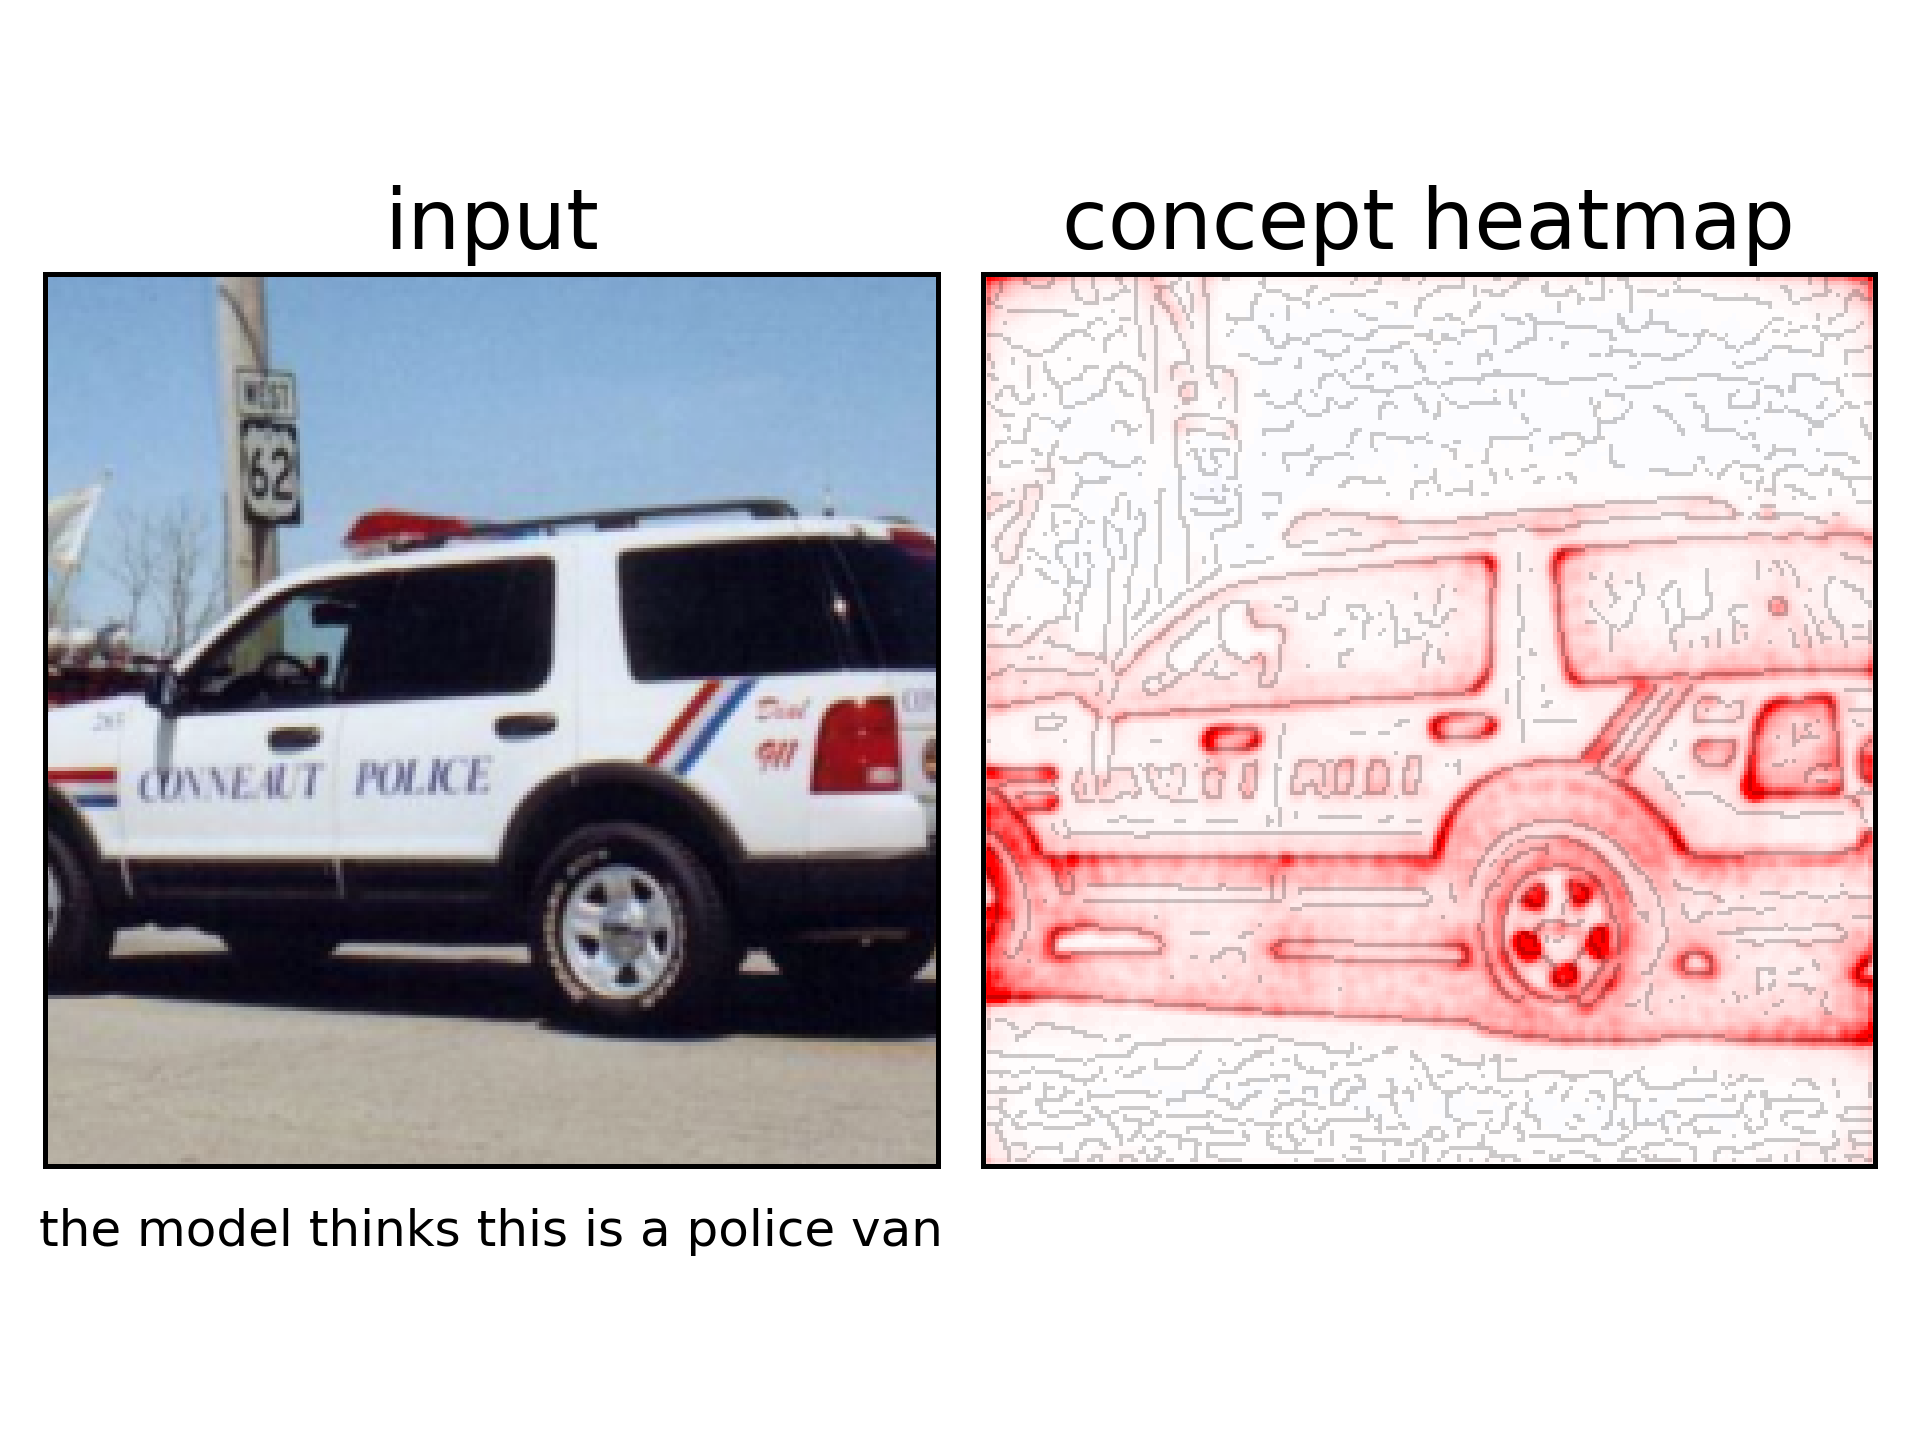 input
concept heatmap
WEST
62
CONNEAUT POLICE
Dial
911
the model thinks this is a police van